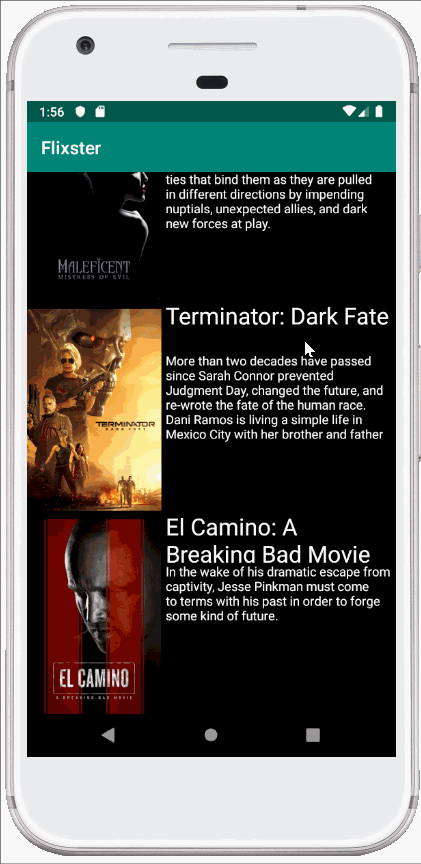 1:56
Flixster
ties that bind them as they are pulled
in different directions by impending
nuptials, unexpected allies, and dark
new forces at play.
MALEFICENT
MISTRESS OF EVIL
Terminator: Dark Fate
More than two decades have passed
since Sarah Connor prevented
Judgment Day, changed the future, and
re-wrote the fate of the human race.
Dani Ramos is living a simple life in
Mexico City with her brother and father
TERMINATOR
DARK FATE
El Camino: A
Breaking Bad Movie
In the wake of his dramatic escape from
captivity, Jesse Pinkman must come
to terms with his past in order to forge
some kind of future.
EL CAMINO
A BREAKING BAD MOVIE